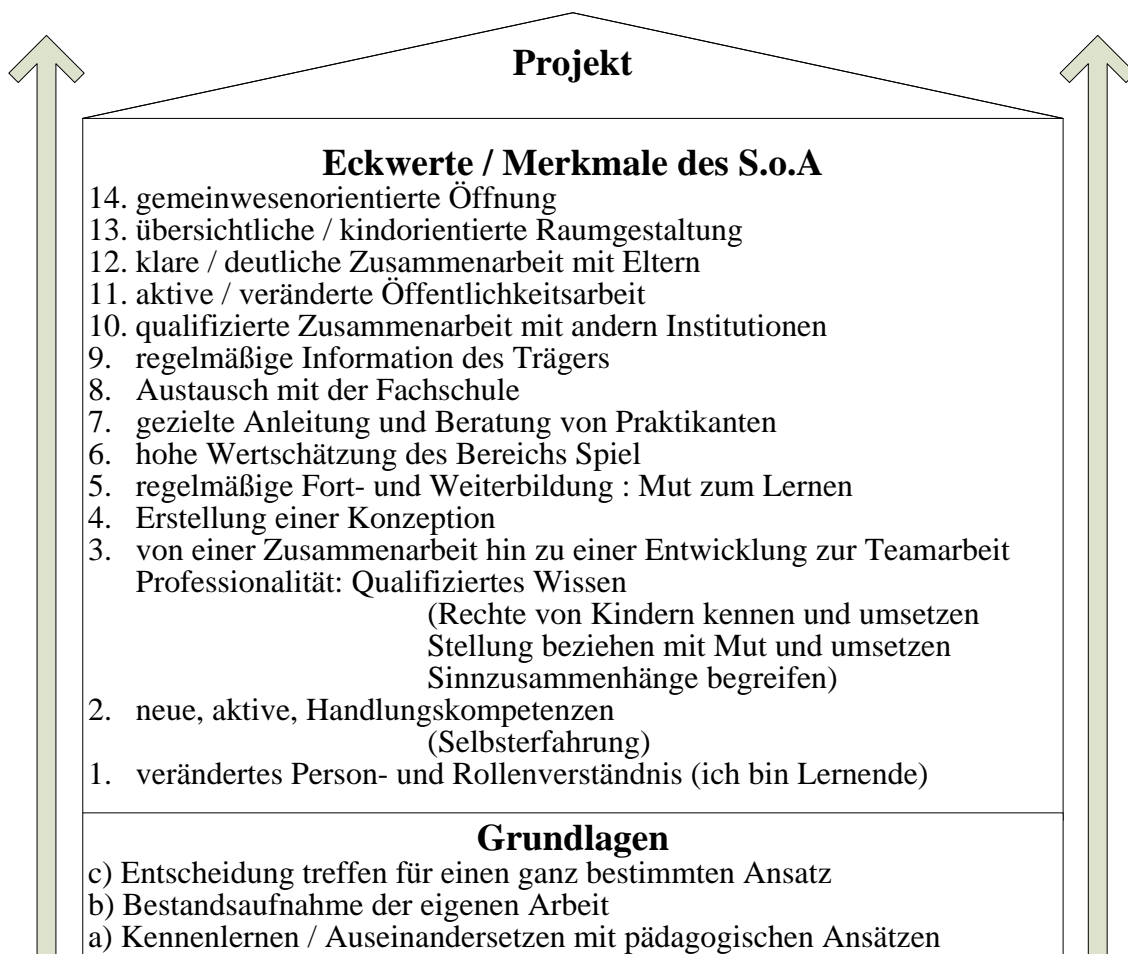 Projekt
Eckwerte / Merkmale des S.o.A
14. gemeinwesenorientierte Öffnung
13. übersichtliche / kindorientierte Raumgestaltung
12. klare / deutliche Zusammenarbeit mit Eltern
11. aktive / veränderte Öffentlichkeitsarbeit
10. qualifizierte Zusammenarbeit mit andern Institutionen
9. regelmäßige Information des Trägers
8. Austausch mit der Fachschule
7. gezielte Anleitung und Beratung von Praktikanten
6. hohe Wertschätzung des Bereichs Spiel
5. regelmäßige Fort- und Weiterbildung : Mut zum Lernen
4. Erstellung einer Konzeption
3. von einer Zusammenarbeit hin zu einer Entwicklung zur Teamarbeit
Professionalität: Qualifiziertes Wissen
(Rechte von Kindern kennen und umsetzen
Stellung beziehen mit Mut und umsetzen
Sinnzusammenhänge begreifen)
2. neue, aktive, Handlungskompetenzen
(Selbsterfahrung)
1. verändertes Person- und Rollenverständnis (ich bin Lernende)
Grundlagen
c) Entscheidung treffen für einen ganz bestimmten Ansatz
b) Bestandsaufnahme der eigenen Arbeit
a) Kennenlernen / Auseinandersetzen mit pädagogischen Ansätzen